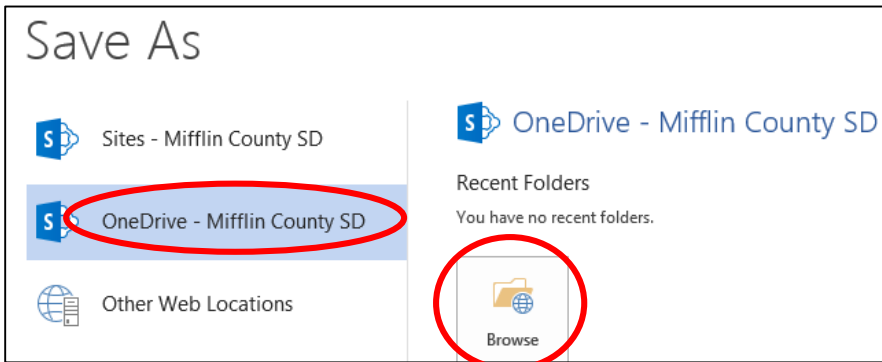 Save As
Sites - Mifflin County SD
OneDrive - Mifflin County SD
Other Web Locations
OneDrive - Mifflin County SD
Recent Folders
You have no recent folders.
Browse